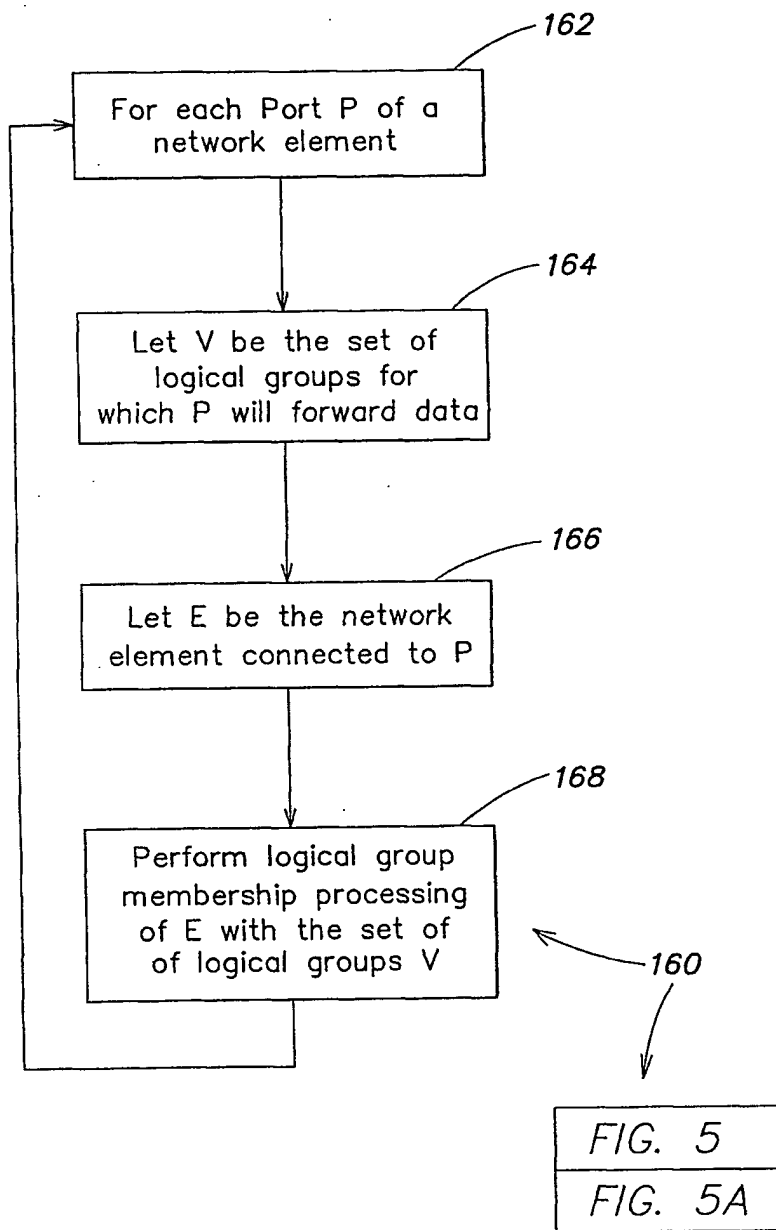 162
For each Port P of a
network element
164
Let V be the set of
logical groups for
which P will forward data
166
Let E be the network
element connected to P
168
Perform logical group
membership processing
of E with the set of
of logical groups V
160
FIG. 5
FIG. 5A